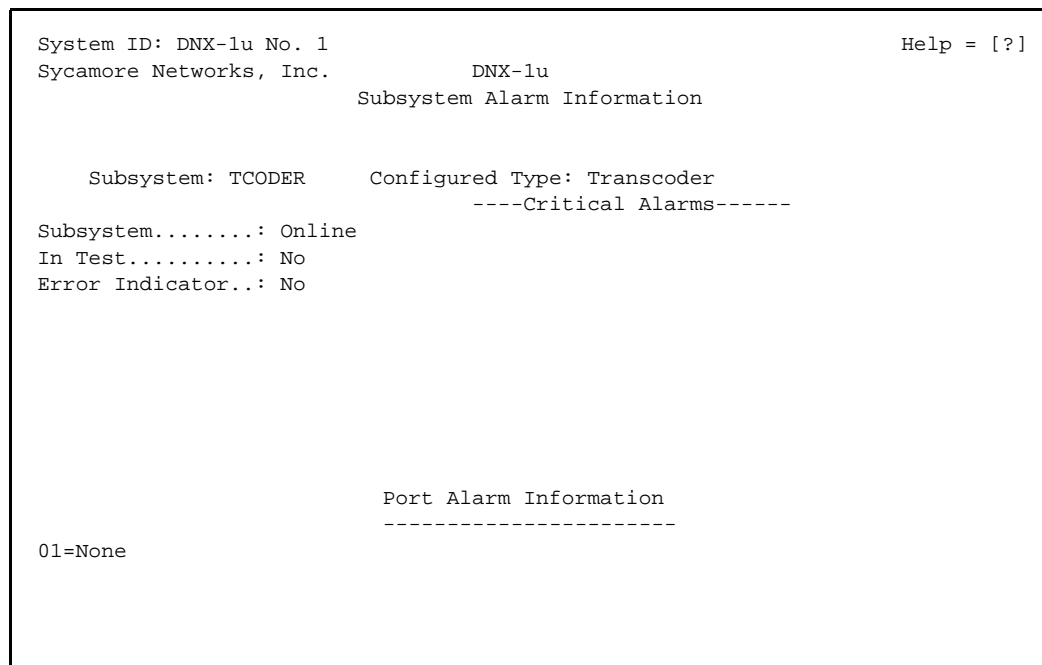 System ID: DNX-1u No. 1 Help = [?]
Sycamore Networks, Inc. DNX-1u
Subsystem Alarm Information
Subsystem: TCODER Configured Type: Transcoder
----Critical Alarms------
Subsystem........: Online
In Test..........: No
Error Indicator..: No
Port Alarm Information
-----------------------
01=None